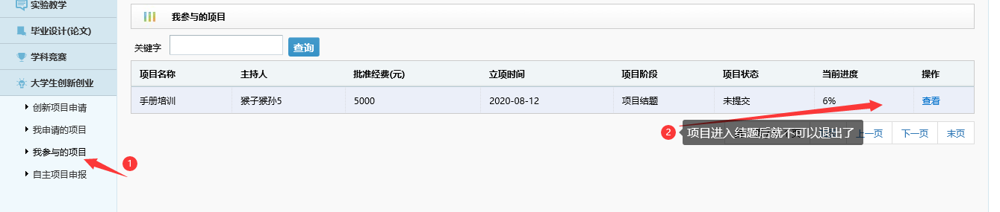 实验教学
毕业设计(论文)
学科竞赛
大学生创新创业
创新项目申请
我申请的项目
我参与的项目
1
自主项目申报
我参与的项目
关键字 查询
项目名称 主持人 批准经费(元) 立项时间 项目阶段 项目状态 当前进度 操作
手册培训 猴子猴孙5 5000 2020-08-12 项目结题 未提交 6% 查看
2 项目进入结题后就不可以退出了
上一页 下一页 末页